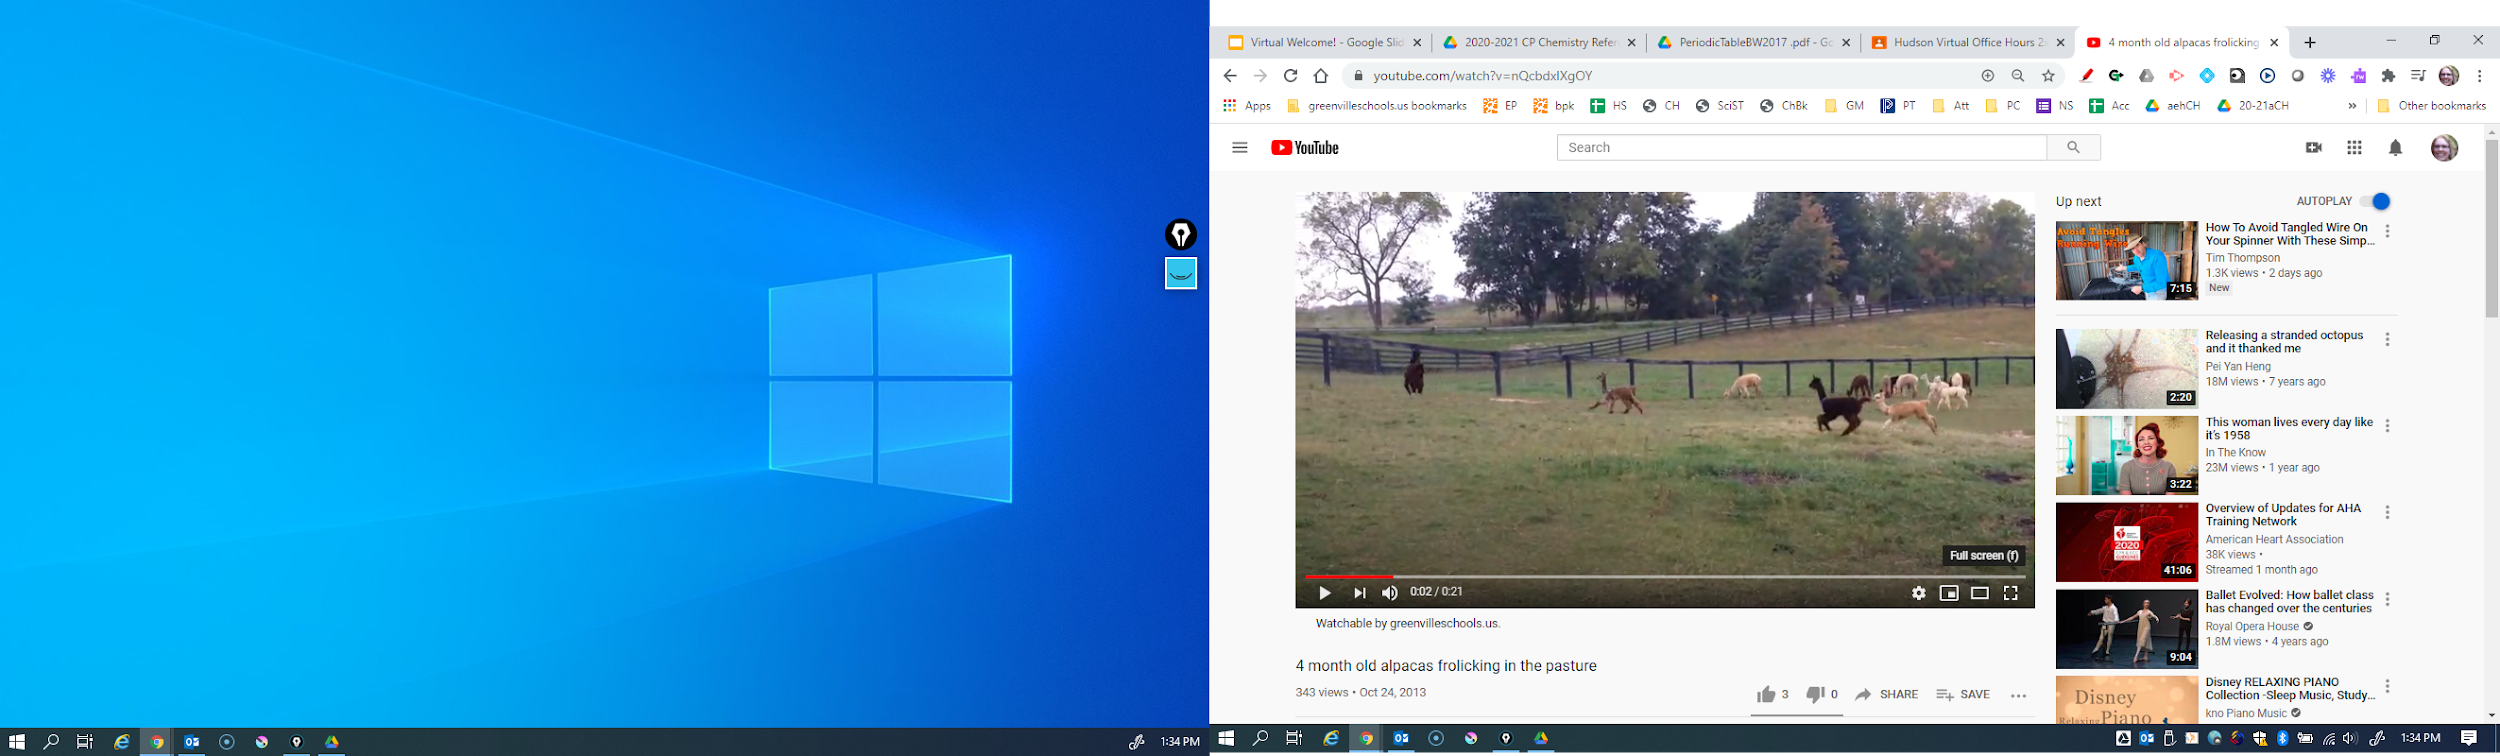 1:34 PM
Virtual Welcome! - Google Slid
2020-2021 CP Chemistry Refer
PeriodicTableBW2017 .pdf - Go
Hudson Virtual Office Hours 2
4 month old alpacas frolicking
youtube.com/watch?v=nQcbdxlXgOY
Apps
greenvilleschools.us bookmarks
EP
bpk
HS
CH
SciST
ChBk
GM
PT
Att
PC
NS
Acc
aehCH
20-21aCH
»
Other bookmarks
YouTube
Search
Full screen (f)
0:02 / 0:21
Watchable by greenvilleschools.us.
4 month old alpacas frolicking in the pasture
343 views • Oct 24, 2013
3
0
SHARE
SAVE
Up next
AUTOPLAY
Avoid Tangles
Running Wire
7:15
How To Avoid Tangled Wire On
Your Spinner With These Simp...
Tim Thompson
1.3K views • 2 days ago
New
2:20
Releasing a stranded octopus
and it thanked me
Pei Yan Heng
18M views • 7 years ago
3:22
This woman lives every day like
it's 1958
In The Know
23M views • 1 year ago
2020
41:06
Overview of Updates for AHA
Training Network
American Heart Association
38K views •
Streamed 1 month ago
9:04
Ballet Evolved: How ballet class
has changed over the centuries
Royal Opera House
1.8M views • 4 years ago
Disney
Relaxing Piano
Disney RELAXING PIANO
Collection -Sleep Music, Study...
kno Piano Music
1:34 PM